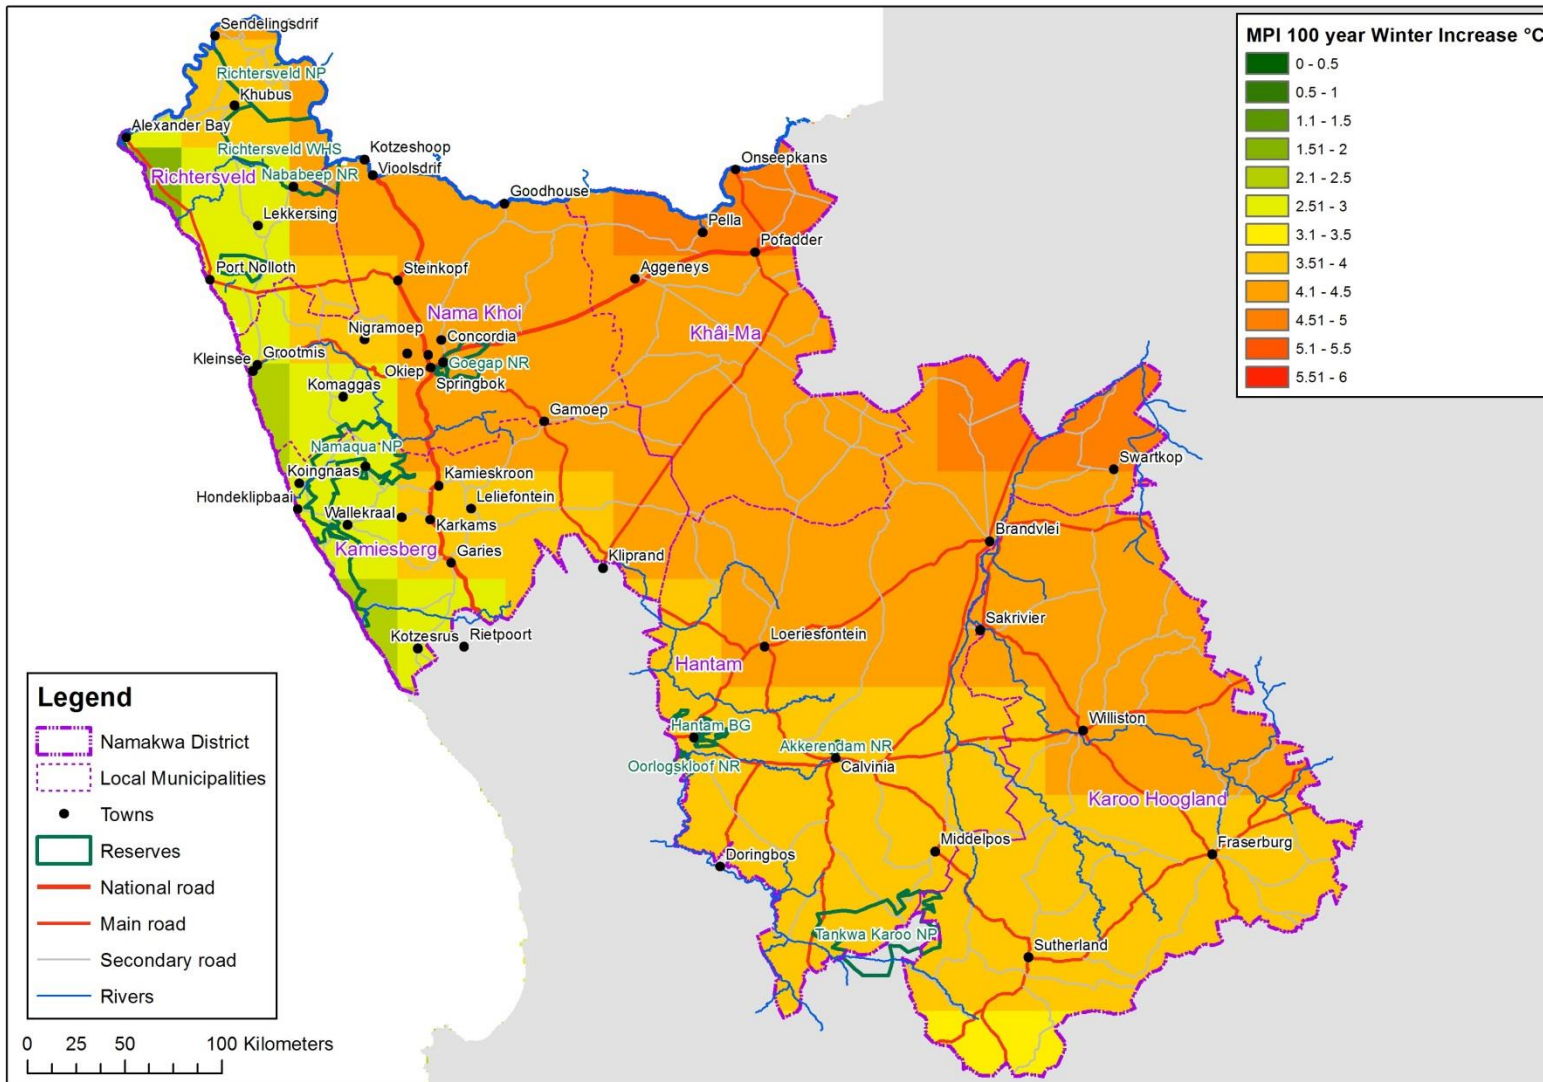 Sendelingsdrif
Richtersveld NP
Khubus
Alexander Bay
Richtersveld WHS
Kotzeshoop
Vioolsdrif
Richtersveld
Nababeep NR
Onseepkans
Goodhouse
Lekkersing
Pella
Pofadder
Port Nolloth
Steinkopf
Aggeneys
Nama Khoi
Khâi-Ma
Nigramoep
Concordia
Kleinsee
Grootmis
Okiep
Goegap NR
Komaggas
Springbok
Gamoep
Namaqua NP
Koingnaas
Kamieskroon
Swartkop
Hondeklipbaai
Leliefontein
Wallekraal
Karkams
Brandvlei
Kamiesberg
Garies
Kliprand
Sakrivier
Kotzesrus
Rietpoort
Loeriesfontein
Hantam
Hantam BG
Williston
Akkerendam NR
Oorlogskloof NR
Calvinia
Karoo Hoogland
Middelpos
Fraserburg
Doringbos
Tankwa Karoo NP
Sutherland
MPI 100 year Winter Increase °C
0 - 0.5
0.5 - 1
1.1 - 1.5
1.51 - 2
2.1 - 2.5
2.51 - 3
3.1 - 3.5
3.51 - 4
4.1 - 4.5
4.51 - 5
5.1 - 5.5
5.51 - 6
Legend
Namakwa District
Local Municipalities
Towns
Reserves
National road
Main road
Secondary road
Rivers
0 25 50 100 Kilometers